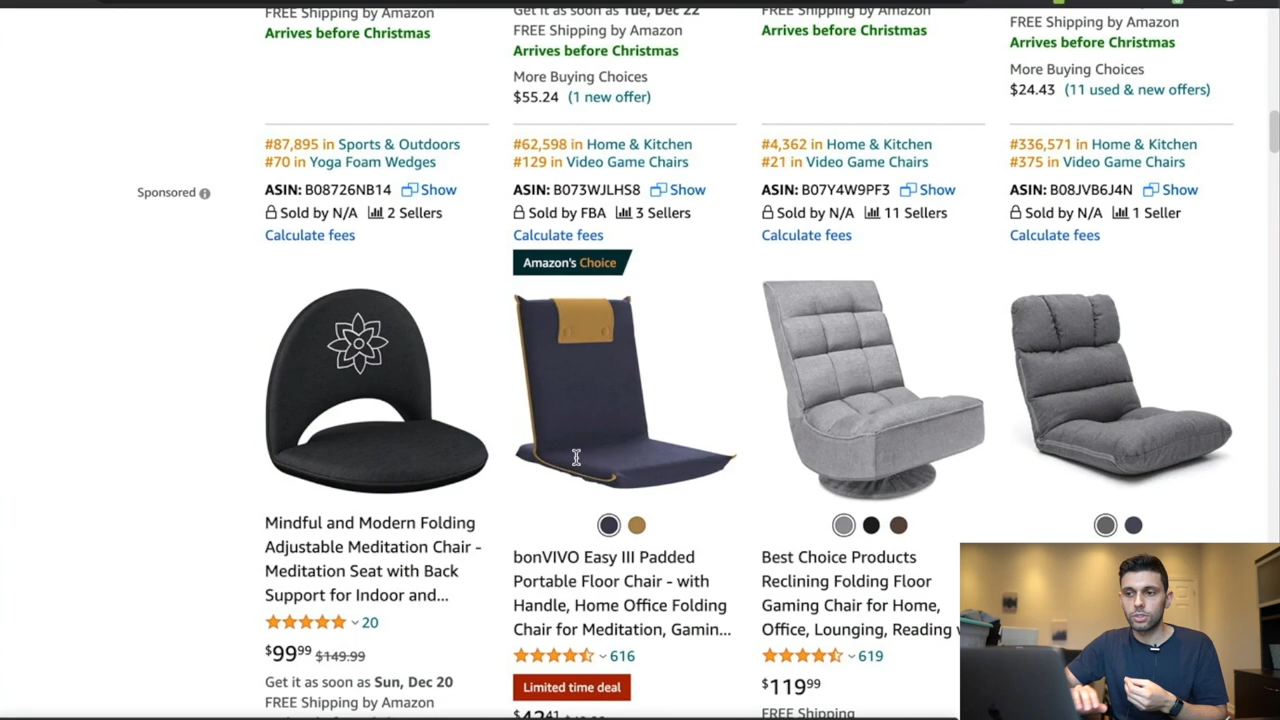 FREE Shipping by Amazon
Arrives before Christmas
Get it as soon as Tue, Dec 22
FREE Shipping by Amazon
Arrives before Christmas
More Buying Choices
$55.24 (1 new offer)
FREE Shipping by Amazon
Arrives before Christmas
FREE Shipping by Amazon
Arrives before Christmas
More Buying Choices
$24.43 (11 used & new offers)
Sponsored
#87,895 in Sports & Outdoors
#70 in Yoga Foam Wedges
ASIN: B08726NB14 Show
Sold by N/A 2 Sellers
Calculate fees
Mindful and Modern Folding
Adjustable Meditation Chair -
Meditation Seat with Back
Support for Indoor and...
20
$99.99 $149.99
Get it as soon as Sun, Dec 20
FREE Shipping by Amazon
#62,598 in Home & Kitchen
#129 in Video Game Chairs
ASIN: B073WJLHS8 Show
Sold by FBA 3 Sellers
Calculate fees
Amazon's Choice
bonVIVO Easy III Padded
Portable Floor Chair - with
Handle, Home Office Folding
Chair for Meditation, Gamin...
616
Limited time deal
#4,362 in Home & Kitchen
#21 in Video Game Chairs
ASIN: B07Y4W9PF3 Show
Sold by N/A 11 Sellers
Calculate fees
Best Choice Products
Reclining Folding Floor
Gaming Chair for Home,
Office, Lounging, Reading
619
$119.99
FREE Shipping
#336,571 in Home & Kitchen
#375 in Video Game Chairs
ASIN: B08JVB6J4N Show
Sold by N/A 1 Seller
Calculate fees